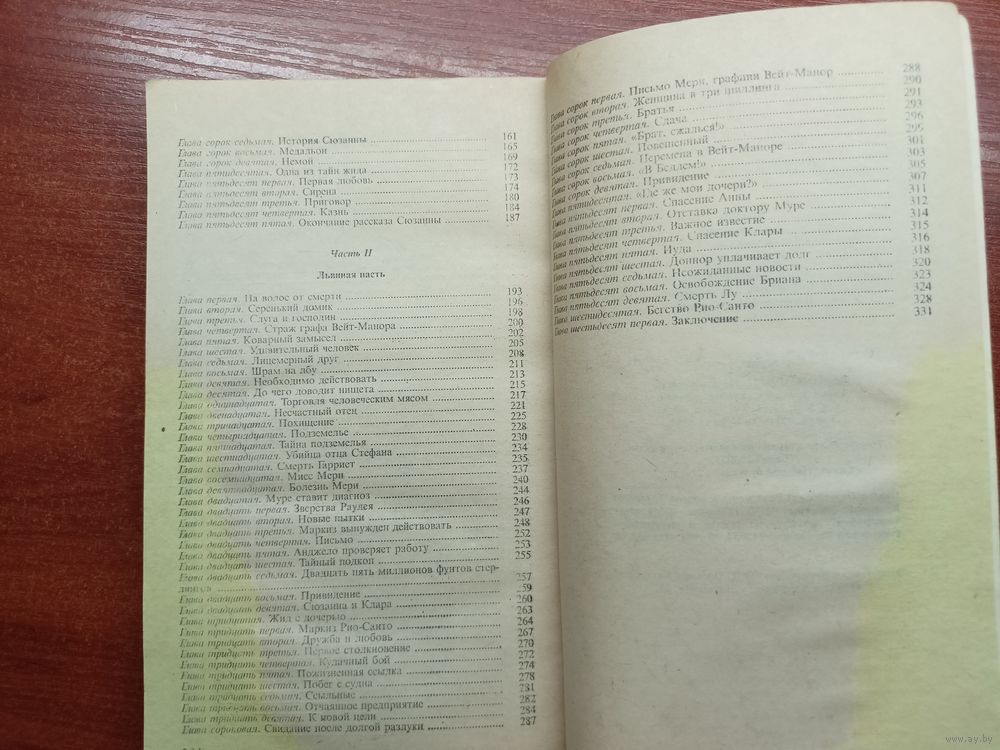 Глава сорок седьмая. История Сюзанны 161
Глава сорок восьмая. Медальон 165
Глава сорок девятая. Немой 169
Глава пятидесятая. Одна из тайн жида 172
Глава пятьдесят первая. Первая любовь 173
Глава пятьдесят вторая. Сирена 174
Глава пятьдесят третья. Приговор 180
Глава пятьдесят четвертая. Казнь 184
Глава пятьдесят пятая. Окончание рассказа Сюзанны 187
Часть II
Львиная пасть
Глава первая. На волос от смерти 193
Глава вторая. Серенький домик 196
Глава третья. Слуга и господин 198
Глава четвертая. Страж графа Вейт-Манора 200
Глава пятая. Коварный замысел 202
Глава шестая. Удивительный человек 205
Глава седьмая. Лицемерный друг 208
Глава восьмая. Шрам на лбу 211
Глава девятая. Необходимо действовать 213
Глава десятая. До чего доводит нищета 215
Глава одиннадцатая. Торговля человеческим мясом 217
Глава двенадцатая. Несчастный отец 221
Глава тринадцатая. Похищение 225
Глава четырнадцатая. Подземелье 228
Глава пятнадцатая. Тайна подземелья 230
Глава шестнадцатая. Убийца отца Стефана 234
Глава семнадцатая. Смерть Гарриет 235
Глава восемнадцатая. Мисс Мери 237
Глава девятнадцатая. Болезнь Мери 240
Глава двадцатая. Муре ставит диагноз 244
Глава двадцать первая. Зверства Раулея 246
Глава двадцать вторая. Новые пытки 247
Глава двадцать третья. Маркиз вынужден действовать 248
Глава двадцать четвертая. Письмо 252
Глава двадцать пятая. Анджело проверяет работу 253
Глава двадцать шестая. Тайный подкоп 255
Глава двадцать седьмая. Двадцать пять миллионов фунтов стер-
лингов 257
Глава двадцать восьмая. Привидение 259
Глава двадцать девятая. Сюзанна и Клара 260
Глава тридцатая. Жид с дочерью 263
Глава тридцать первая. Маркиз Рио-Санто 264
Глава тридцать вторая. Дружба и любовь 267
Глава тридцать третья. Первое столкновение 270
Глава тридцать четвертая. Кулачный бой 272
Глава тридцать пятая. Пожизненная ссылка 274
Глава тридцать шестая. Побег с судна 278
Глава тридцать седьмая. Ссыльные 281
Глава тридцать восьмая. Отчаянное предприятие 282
Глава тридцать девятая. К новой цели 284
Глава сороковая. Свидание после долгой разлуки 287
Глава сорок первая. Письмо Мери, графини Вейт-Манор 288
Глава сорок вторая. Женщина в три шиллинга 290
Глава сорок третья. Братья 291
Глава сорок четвертая. Сдача 293
Глава сорок пятая. «Брат, сжалься!» 296
Глава сорок шестая. Повешенный 299
Глава сорок седьмая. Перемена в Вейт-Маноре 301
Глава сорок восьмая. «В Бедлем!» 303
Глава сорок девятая. Привидение 305
Глава пятидесятая. «Где же мои дочери?» 307
Глава пятьдесят первая. Спасение Анны 311
Глава пятьдесят вторая. Отставка доктору Муре 312
Глава пятьдесят третья. Важное известие 314
Глава пятьдесят четвертая. Спасение Клары 315
Глава пятьдесят пятая. Иуда 316
Глава пятьдесят шестая. Доннор уплачивает долг 318
Глава пятьдесят седьмая. Неожиданные новости 320
Глава пятьдесят восьмая. Освобождение Бриана 323
Глава пятьдесят девятая. Смерть Лу 324
Глава шестидесятая. Бегство Рио-Санто 328
Глава шестьдесят первая. Заключение 331
www.ay.by